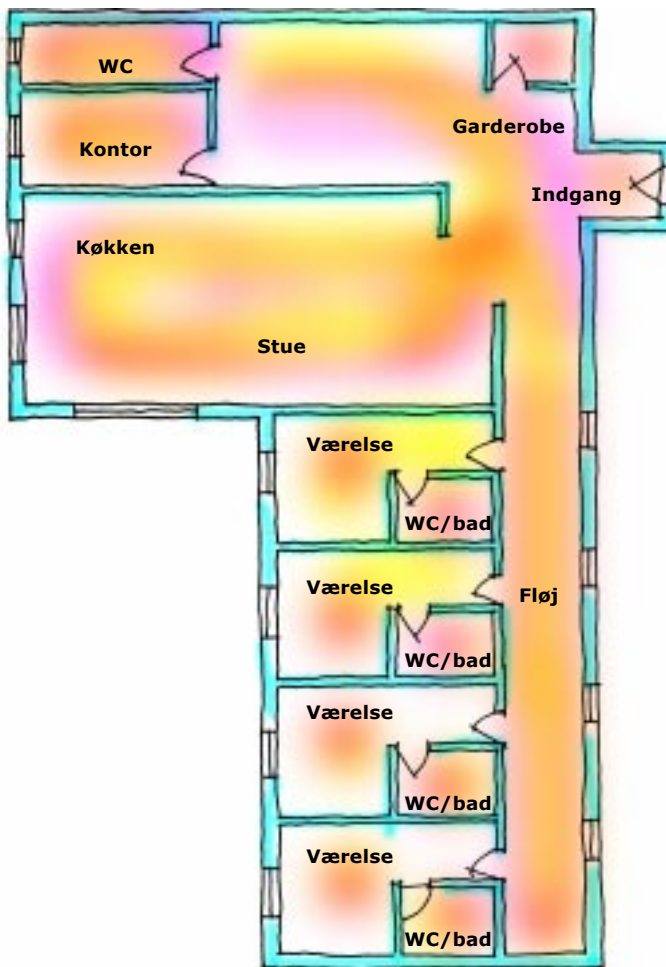 WC
Garderobe
Kontor
Indgang
Køkken
Stue
Værelse
WC/bad
Værelse
Fløj
WC/bad
Værelse
WC/bad
Værelse
WC/bad